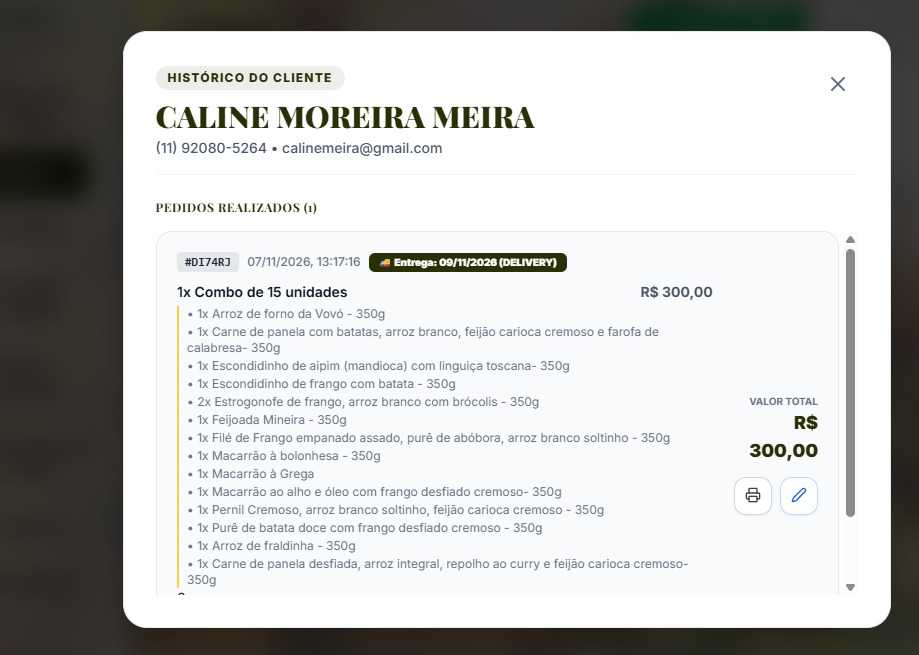 HISTÓRICO DO CLIENTE
CALINE MOREIRA MEIRA
(11) 92080-5264 • calinemeira@gmail.com
PEDIDOS REALIZADOS (1)
#DI74RJ 07/11/2026, 13:17:16 🚚 Entrega: 09/11/2026 (DELIVERY)
1x Combo de 15 unidades R$ 300,00
• 1x Arroz de forno da Vovó - 350g
• 1x Carne de panela com batatas, arroz branco, feijão carioca cremoso e farofa de
calabresa- 350g
• 1x Escondidinho de aipim (mandioca) com linguiça toscana- 350g
• 1x Escondidinho de frango com batata - 350g
• 2x Estrogonofe de frango, arroz branco com brócolis - 350g
• 1x Feijoada Mineira - 350g
• 1x Filé de Frango empanado assado, purê de abóbora, arroz branco soltinho - 350g
• 1x Macarrão à bolonhesa - 350g
• 1x Macarrão à Grega
• 1x Macarrão ao alho e óleo com frango desfiado cremoso- 350g
• 1x Pernil Cremoso, arroz branco soltinho, feijão carioca cremoso - 350g
• 1x Purê de batata doce com frango desfiado cremoso - 350g
• 1x Arroz de fraldinha - 350g
• 1x Carne de panela desfiada, arroz integral, repolho ao curry e feijão carioca cremoso-
350g
VALOR TOTAL
R$
300,00